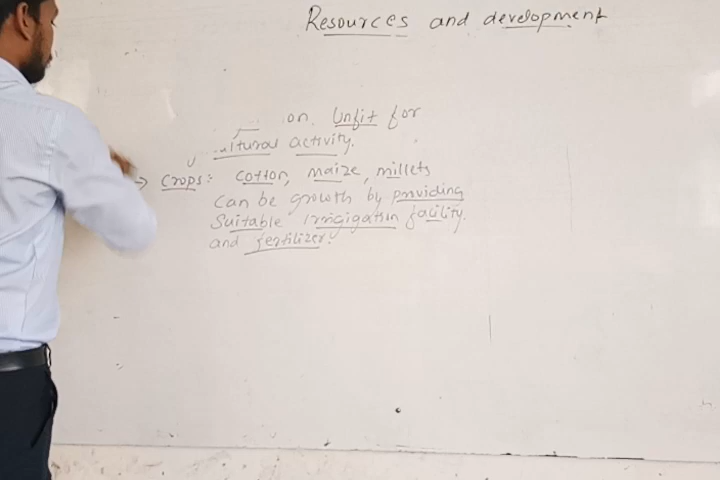 Resources and development
on. Unfit for
ultural activity.
→ Crops: cotton, maize, millets
can be growth by providing
Suitable irrigigation facility.
and fertilizer.